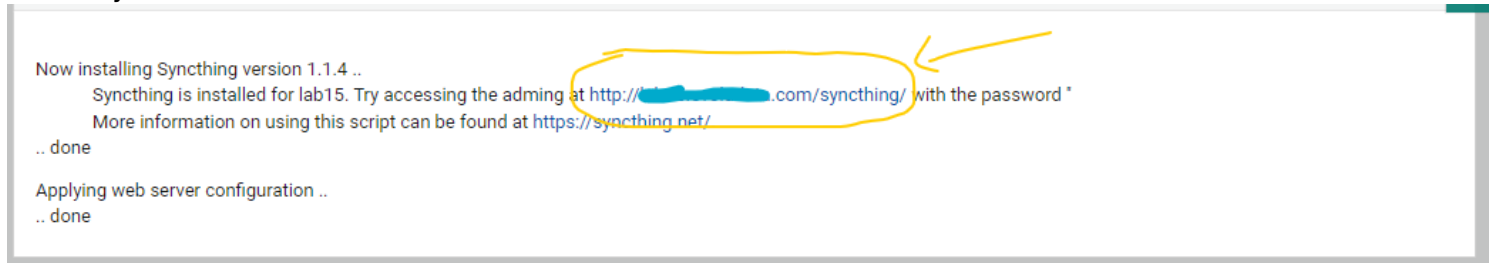 Now installing Syncthing version 1.1.4 ..
Syncthing is installed for lab15. Try accessing the adming at http:// .com/syncthing/ with the password "
More information on using this script can be found at https://syncthing.net/
.. done
Applying web server configuration ..
.. done